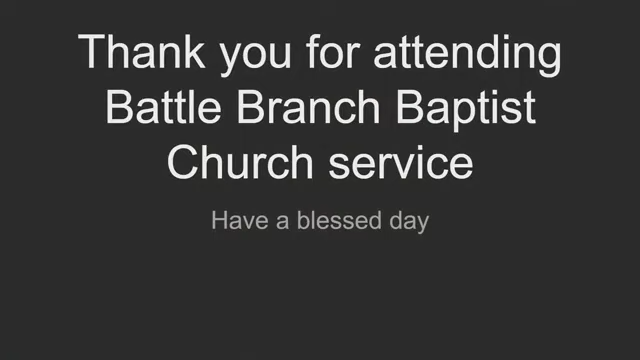 Thank you for attending
Battle Branch Baptist
Church service
Have a blessed day